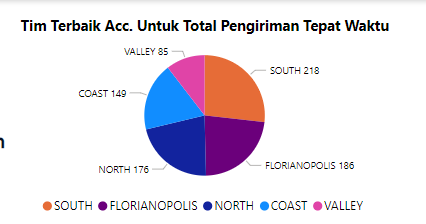 Tim Terbaik Acc. Untuk Total Pengiriman Tepat Waktu
VALLEY 85
SOUTH 218
COAST 149
NORTH 176
FLORIANOPOLIS 186
SOUTH FLORIANOPOLIS NORTH COAST VALLEY